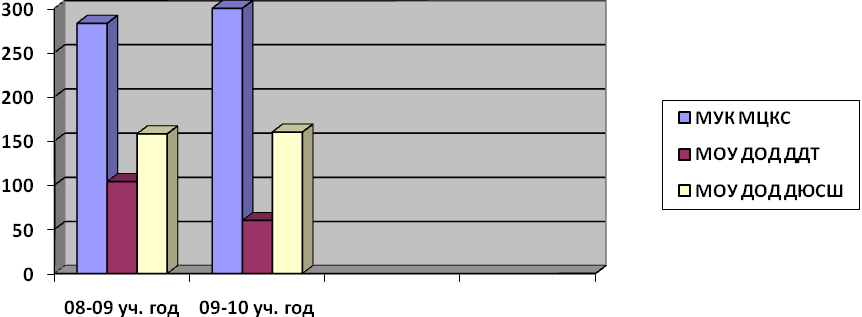 300
250
200
150
100
50
0
08-09 уч. год
09-10 уч. год
МУК МЦКС
МОУ ДОД ДДТ
МОУ ДОД ДЮСШ